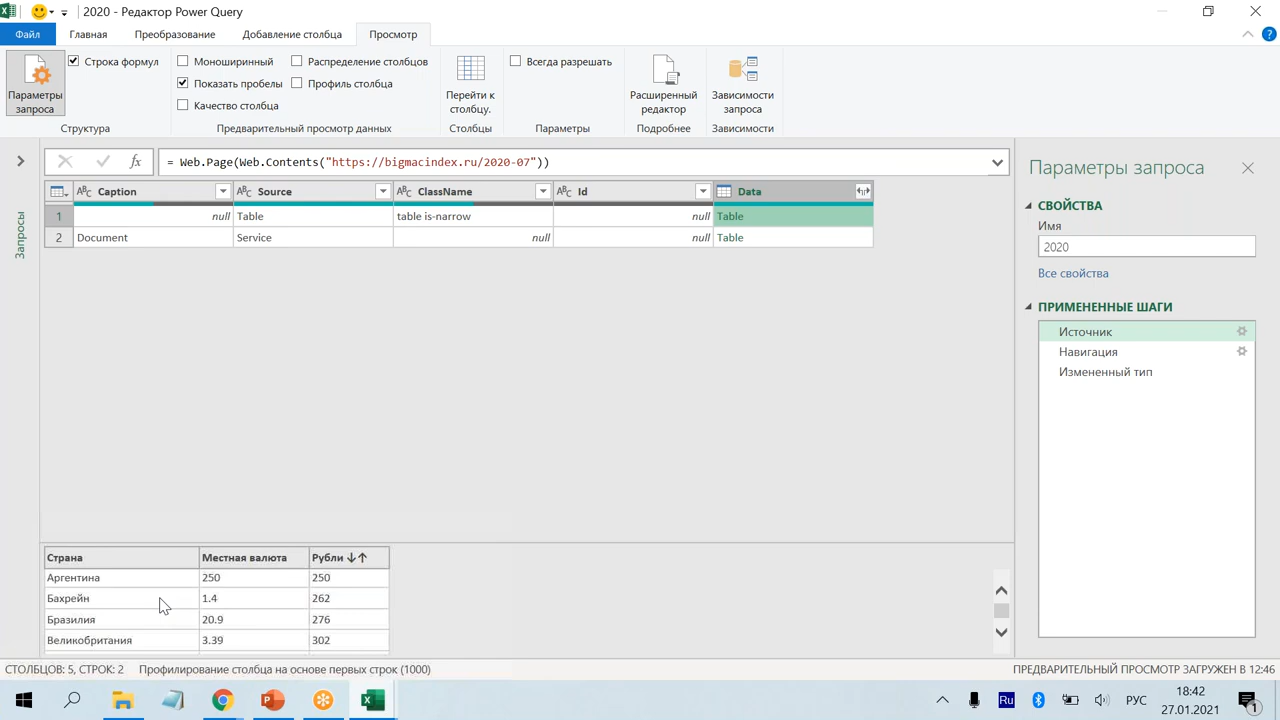 2020 - Редактор Power Query
Файл
Главная
Преобразование
Добавление столбца
Просмотр
Параметры
запроса
Строка формул
Структура
Моноширинный
Показать пробелы
Качество столбца
Распределение столбцов
Профиль столбца
Предварительный просмотр данных
Перейти к
столбцу.
Столбцы
Всегда разрешать
Параметры
Расширенный
редактор
Подробнее
Зависимости
запроса
Зависимости
fx
= Web.Page(Web.Contents("https://bigmacindex.ru/2020-07"))
Запросы
Caption Source ClassName Id Data
1 null Table table is-narrow null Table
2 Document Service null null Table
Страна Местная валюта Рубли ↓↑
Аргентина 250 250
Бахрейн 1.4 262
Бразилия 20.9 276
Великобритания 3.39 302
Параметры запроса
СВОЙСТВА
Имя
2020
Все свойства
ПРИМЕНЕННЫЕ ШАГИ
Источник
Навигация
Измененный тип
СТОЛБЦОВ: 5, СТРОК: 2 Профилирование столбца на основе первых строк (1000)
ПРЕДВАРИТЕЛЬНЫЙ ПРОСМОТР ЗАГРУЖЕН В 12:46
Ru
РУС
18:42
27.01.2021
1